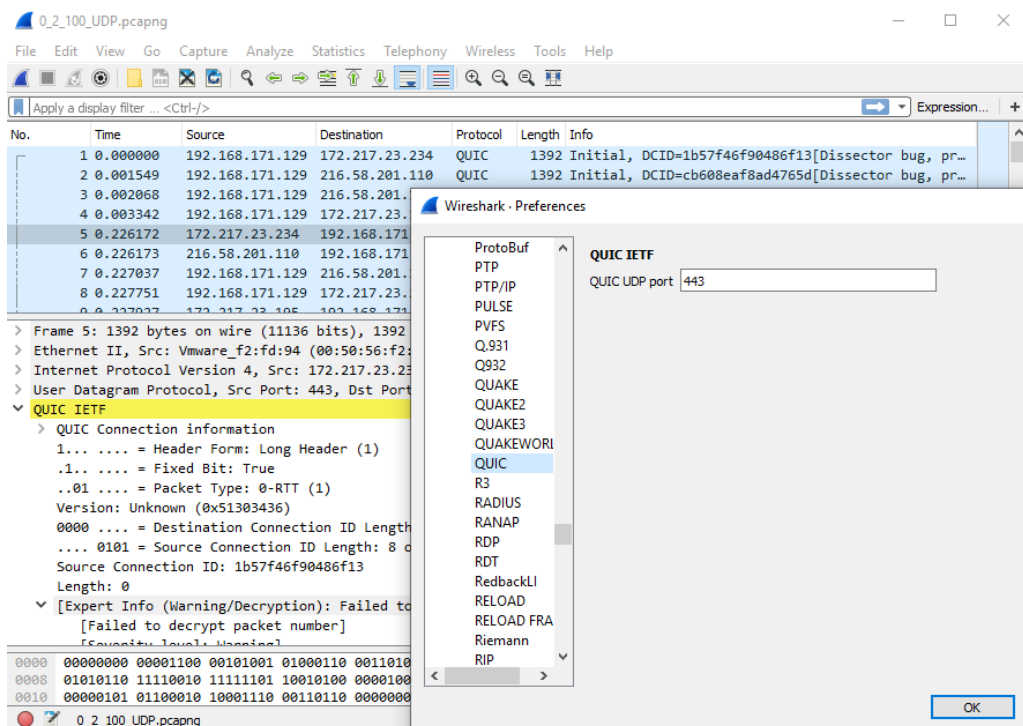 0_2_100_UDP.pcapng
File Edit View Go Capture Analyze Statistics Telephony Wireless Tools Help
Apply a display filter ... <Ctrl-/>
Expression... +
No. Time Source Destination Protocol Length Info
1 0.000000 192.168.171.129 172.217.23.234 QUIC 1392 Initial, DCID=1b57f46f90486f13[Dissector bug, pr…
2 0.001549 192.168.171.129 216.58.201.110 QUIC 1392 Initial, DCID=cb608eaf8ad4765d[Dissector bug, pr…
3 0.002068 192.168.171.129 216.58.201.
4 0.003342 192.168.171.129 172.217.23.
5 0.226172 172.217.23.234 192.168.171
6 0.226173 216.58.201.110 192.168.171
7 0.227037 192.168.171.129 216.58.201.
8 0.227751 192.168.171.129 172.217.23.
9 0.227927 172.217.23.195 192.168.171
Frame 5: 1392 bytes on wire (11136 bits), 1392
Ethernet II, Src: Vmware_f2:fd:94 (00:50:56:f2:
Internet Protocol Version 4, Src: 172.217.23.23
User Datagram Protocol, Src Port: 443, Dst Port
QUIC IETF
QUIC Connection information
1... .... = Header Form: Long Header (1)
.1.. .... = Fixed Bit: True
..01 .... = Packet Type: 0-RTT (1)
Version: Unknown (0x51303436)
0000 .... = Destination Connection ID Length
.... 0101 = Source Connection ID Length: 8 o
Source Connection ID: 1b57f46f90486f13
Length: 0
[Expert Info (Warning/Decryption): Failed to
[Failed to decrypt packet number]
[Severity level: Warning]
0000 00000000 00001100 00101001 01000110 0011010
0008 01010110 11110010 11111101 10010100 0000100
0010 00000101 01100010 10001110 00110110 0000000
0_2_100_UDP.pcapng
Wireshark · Preferences
ProtoBuf
PTP
PTP/IP
PULSE
PVFS
Q.931
Q932
QUAKE
QUAKE2
QUAKE3
QUAKEWORL
QUIC
R3
RADIUS
RANAP
RDP
RDT
RedbackLI
RELOAD
RELOAD FRA
Riemann
RIP
QUIC IETF
QUIC UDP port 443
OK